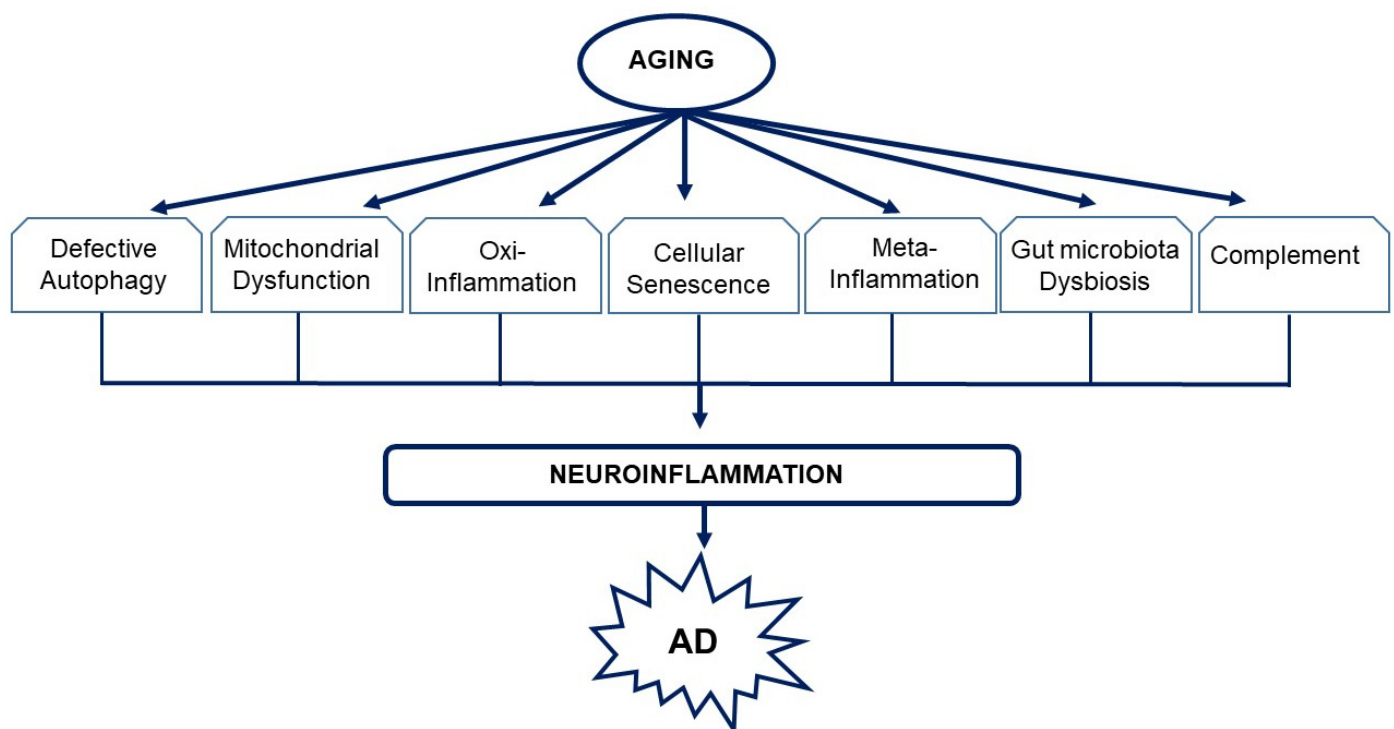 AGING
Defective
Autophagy
Mitochondrial
Dysfunction
Oxi-
Inflammation
Cellular
Senescence
Meta-
Inflammation
Gut microbiota
Dysbiosis
Complement
NEUROINFLAMMATION
AD